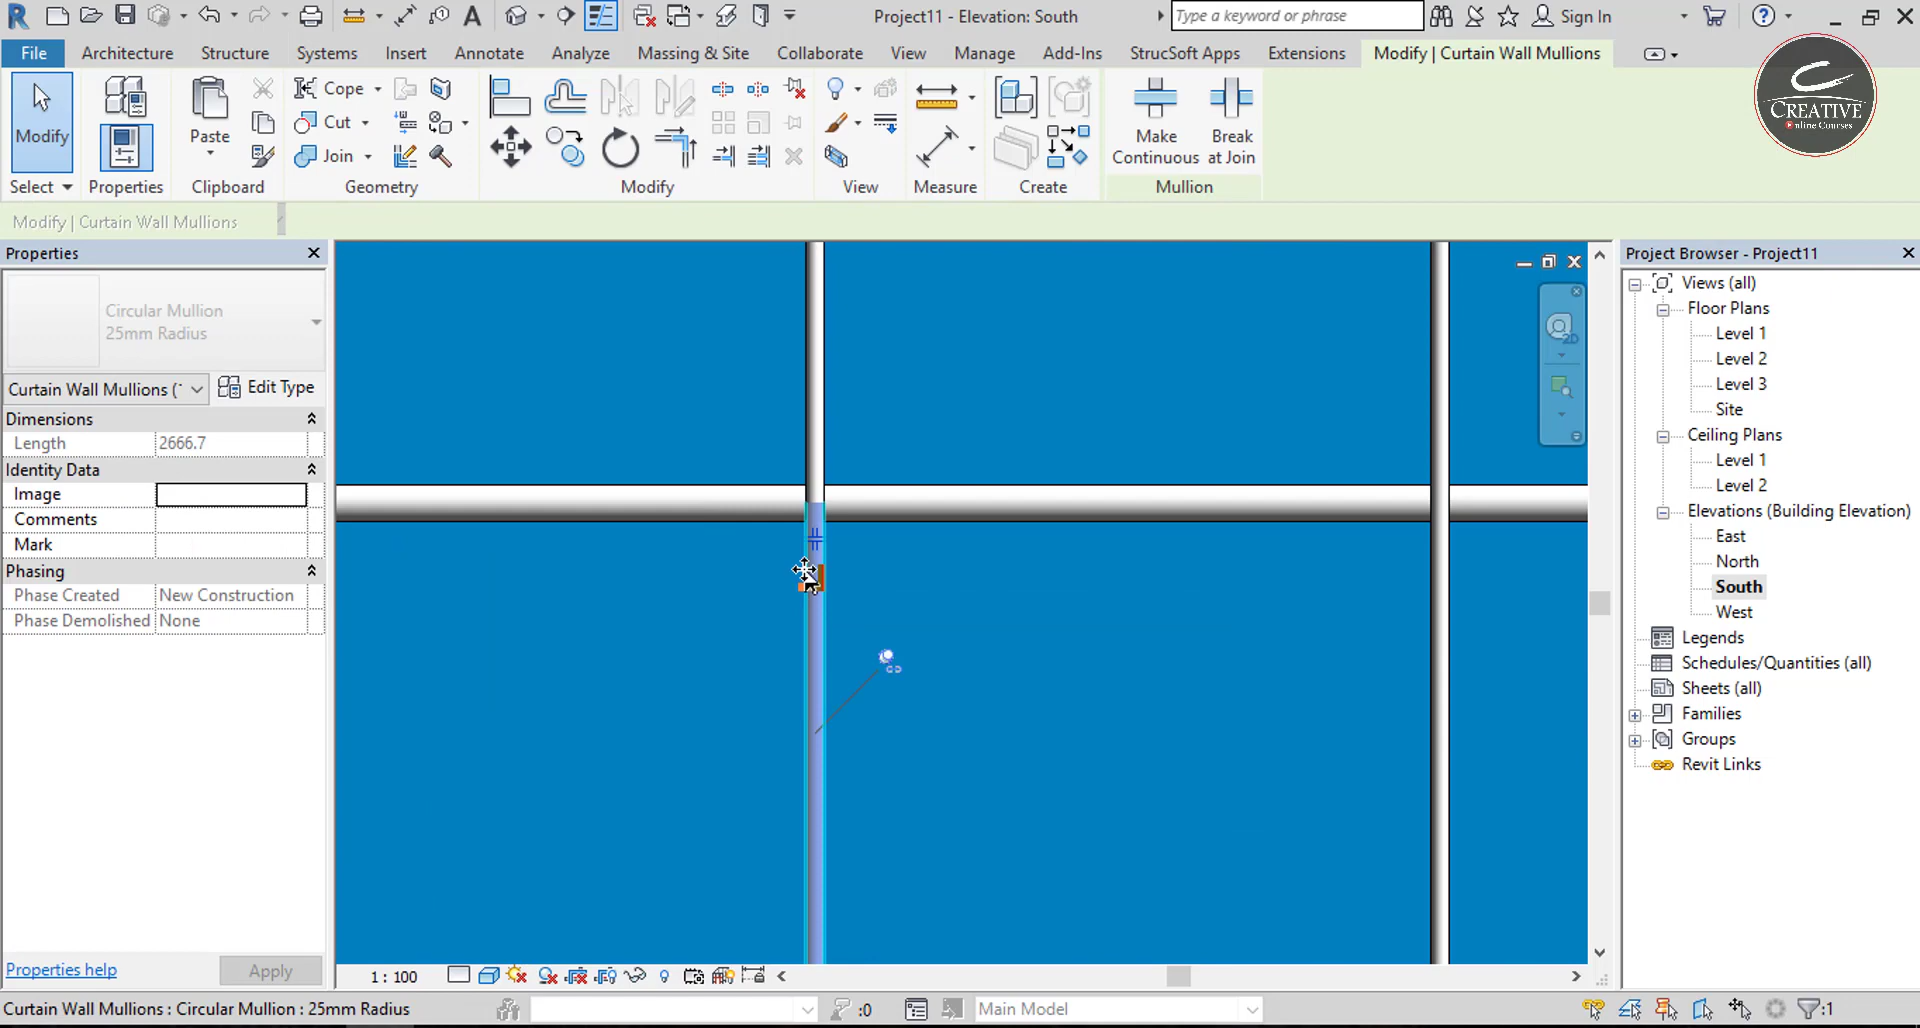 Project11 - Elevation: South
Type a keyword or phrase
Sign In
File
Architecture
Structure
Systems
Insert
Annotate
Analyze
Massing & Site
Collaborate
View
Manage
Add-Ins
StrucSoft Apps
Extensions
Modify | Curtain Wall Mullions
CREATIVE
Online Courses
Modify
Paste
Cope
Cut
Join
Make Continuous
Break at Join
Select
Properties
Clipboard
Geometry
Modify
View
Measure
Create
Mullion
Modify | Curtain Wall Mullions
Properties
Circular Mullion
25mm Radius
Curtain Wall Mullions (
Edit Type
Dimensions
Length 2666.7
Identity Data
Image
Comments
Mark
Phasing
Phase Created New Construction
Phase Demolished None
Properties help
Apply
2D
Project Browser - Project11
Views (all)
Floor Plans
Level 1
Level 2
Level 3
Site
Ceiling Plans
Level 1
Level 2
Elevations (Building Elevation)
East
North
South
West
Legends
Schedules/Quantities (all)
Sheets (all)
Families
Groups
Revit Links
1 : 100
Curtain Wall Mullions : Circular Mullion : 25mm Radius
:0
Main Model
:1